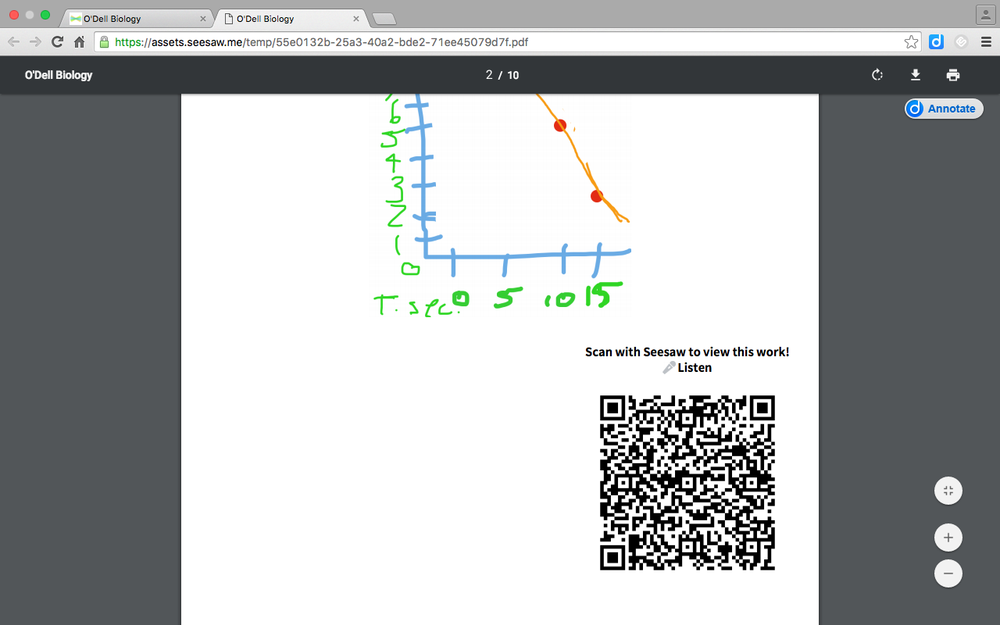 O'Dell Biology
O'Dell Biology
https://assets.seesaw.me/temp/55e0132b-25a3-40a2-bde2-71ee45079d7f.pdf
O'Dell Biology
2 / 10
Annotate
6
5
4
3
2
1
0
T. sec. 0 5 10 15
Scan with Seesaw to view this work!
Listen